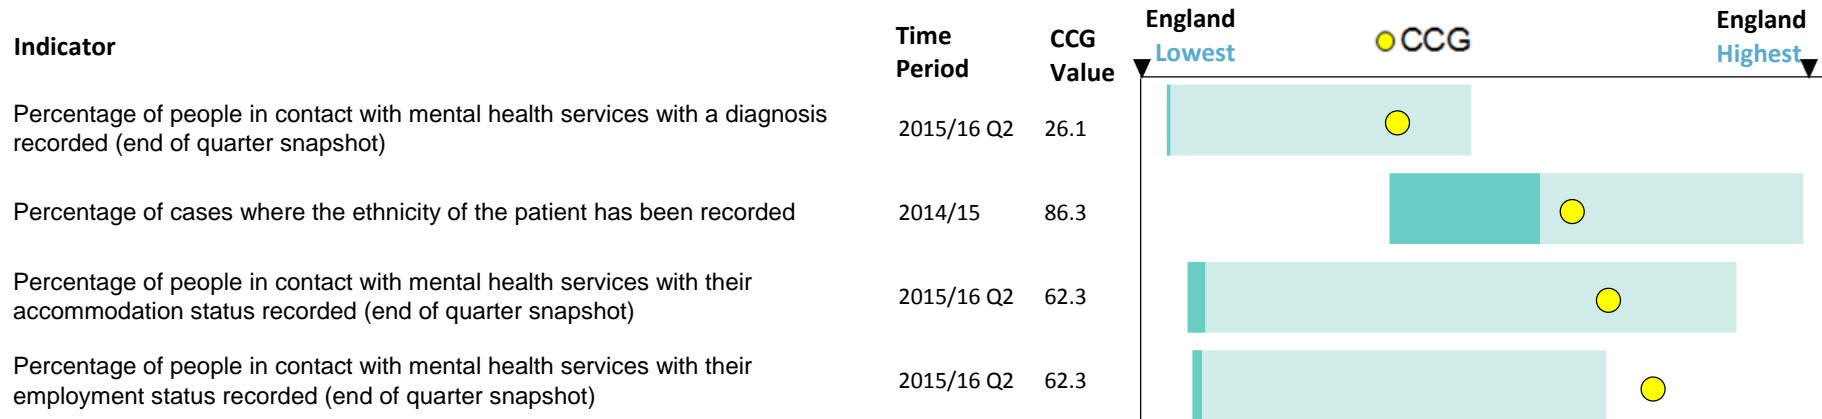 Indicator
Time
Period
CCG
Value
England
Lowest
CCG
England
Highest
Percentage of people in contact with mental health services with a diagnosis
recorded (end of quarter snapshot)
2015/16 Q2
26.1
Percentage of cases where the ethnicity of the patient has been recorded
2014/15
86.3
Percentage of people in contact with mental health services with their
accommodation status recorded (end of quarter snapshot)
2015/16 Q2
62.3
Percentage of people in contact with mental health services with their
employment status recorded (end of quarter snapshot)
2015/16 Q2
62.3